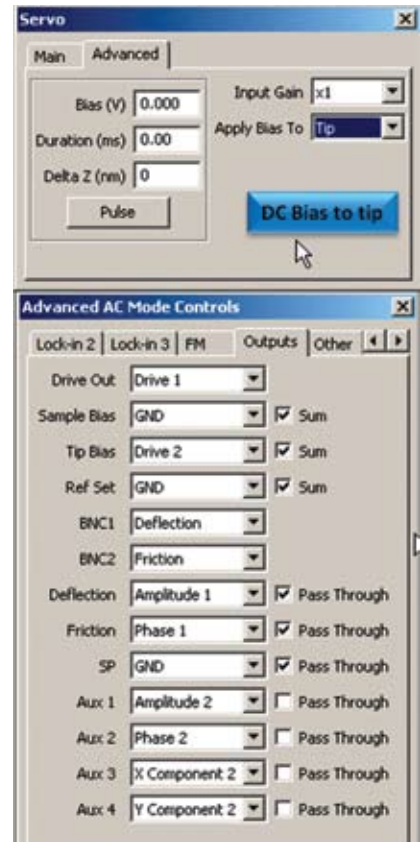 Servo
Main Advanced
Bias (V) 0.000
Duration (ms) 0.00
Delta Z (nm) 0
Pulse
Input Gain x1
Apply Bias To Tip
DC Bias to tip
Advanced AC Mode Controls
Lock-in 2 Lock-in 3 FM Outputs Other
Drive Out Drive 1
Sample Bias GND Sum
Tip Bias Drive 2 Sum
Ref Set GND Sum
BNC1 Deflection
BNC2 Friction
Deflection Amplitude 1 Pass Through
Friction Phase 1 Pass Through
SP GND Pass Through
Aux 1 Amplitude 2 Pass Through
Aux 2 Phase 2 Pass Through
Aux 3 X Component 2 Pass Through
Aux 4 Y Component 2 Pass Through